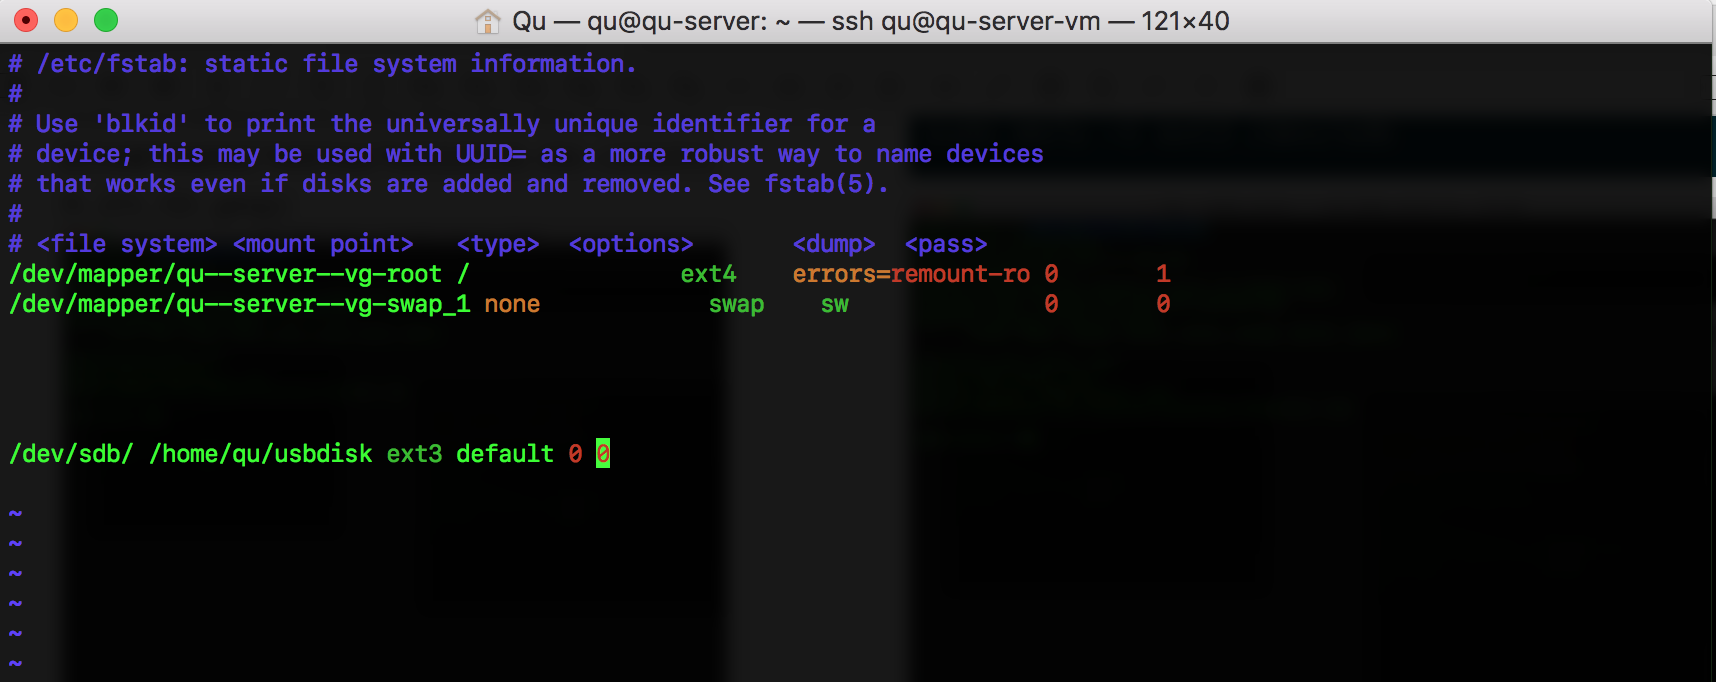 Qu — qu@qu-server: ~ — ssh qu@qu-server-vm — 121×40
# /etc/fstab: static file system information.
#
# Use 'blkid' to print the universally unique identifier for a
# device; this may be used with UUID= as a more robust way to name devices
# that works even if disks are added and removed. See fstab(5).
#
# <file system> <mount point>   <type>  <options>       <dump>  <pass>
/dev/mapper/qu--server--vg-root /               ext4    errors=remount-ro 0       1
/dev/mapper/qu--server--vg-swap_1 none            swap    sw              0       0
/dev/sdb/ /home/qu/usbdisk ext3 default 0 0
~
~
~
~
~
~